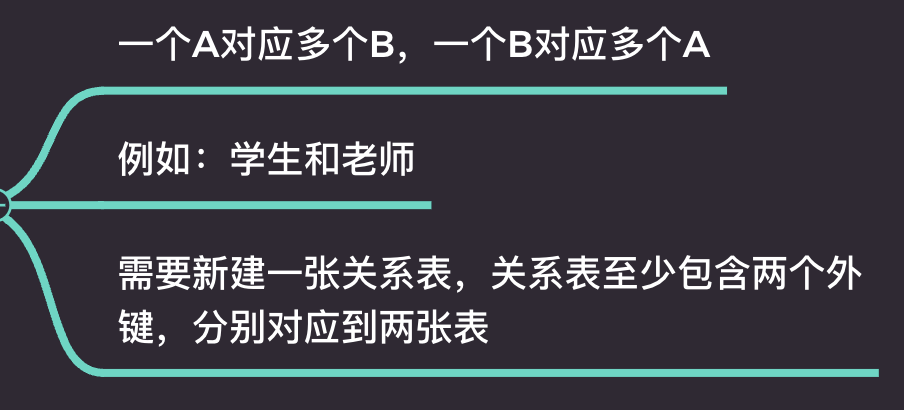 一个A对应多个B，一个B对应多个A
例如：学生和老师
需要新建一张关系表，关系表至少包含两个外
键，分别对应到两张表